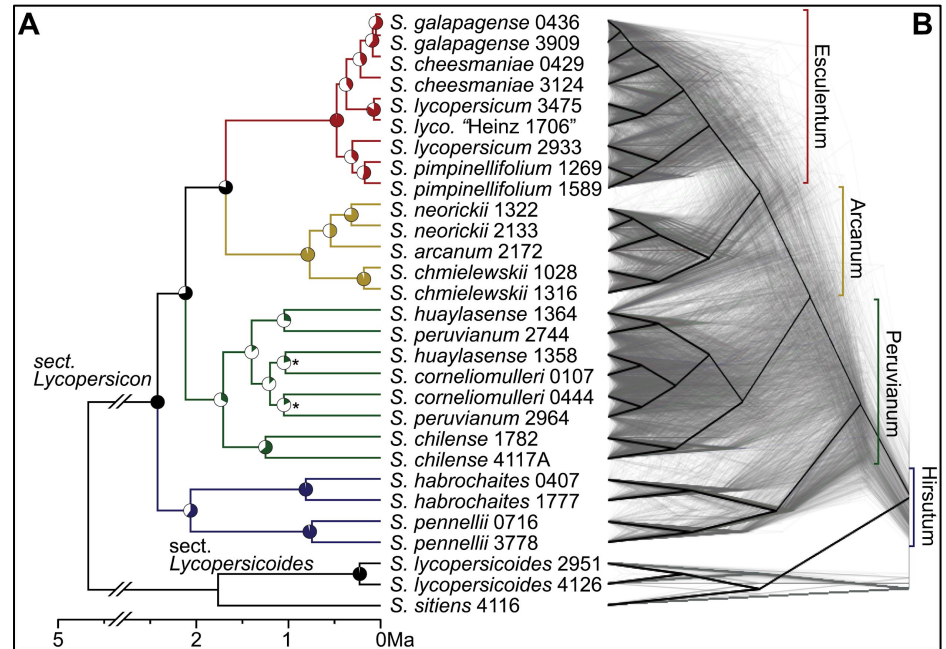 A
B
S. galapagense 0436
S. galapagense 3909
S. cheesmaniae 0429
S. cheesmaniae 3124
S. lycopersicum 3475
S. lyco. “Heinz 1706”
S. lycopersicum 2933
S. pimpinellifolium 1269
S. pimpinellifolium 1589
S. neorickii 1322
S. neorickii 2133
S. arcanum 2172
S. chmielewskii 1028
S. chmielewskii 1316
S. huaylasense 1364
S. peruvianum 2744
S. huaylasense 1358
S. corneliomulleri 0107
S. corneliomulleri 0444
S. peruvianum 2964
S. chilense 1782
S. chilense 4117A
S. habrochaites 0407
S. habrochaites 1777
S. pennellii 0716
S. pennellii 3778
S. lycopersicoides 2951
S. lycopersicoides 4126
S. sitiens 4116
*
*
sect.
Lycopersicon
sect.
Lycopersicoides
5 2 1 0Ma
Esculentum
Arcanum
Peruvianum
Hirsutum